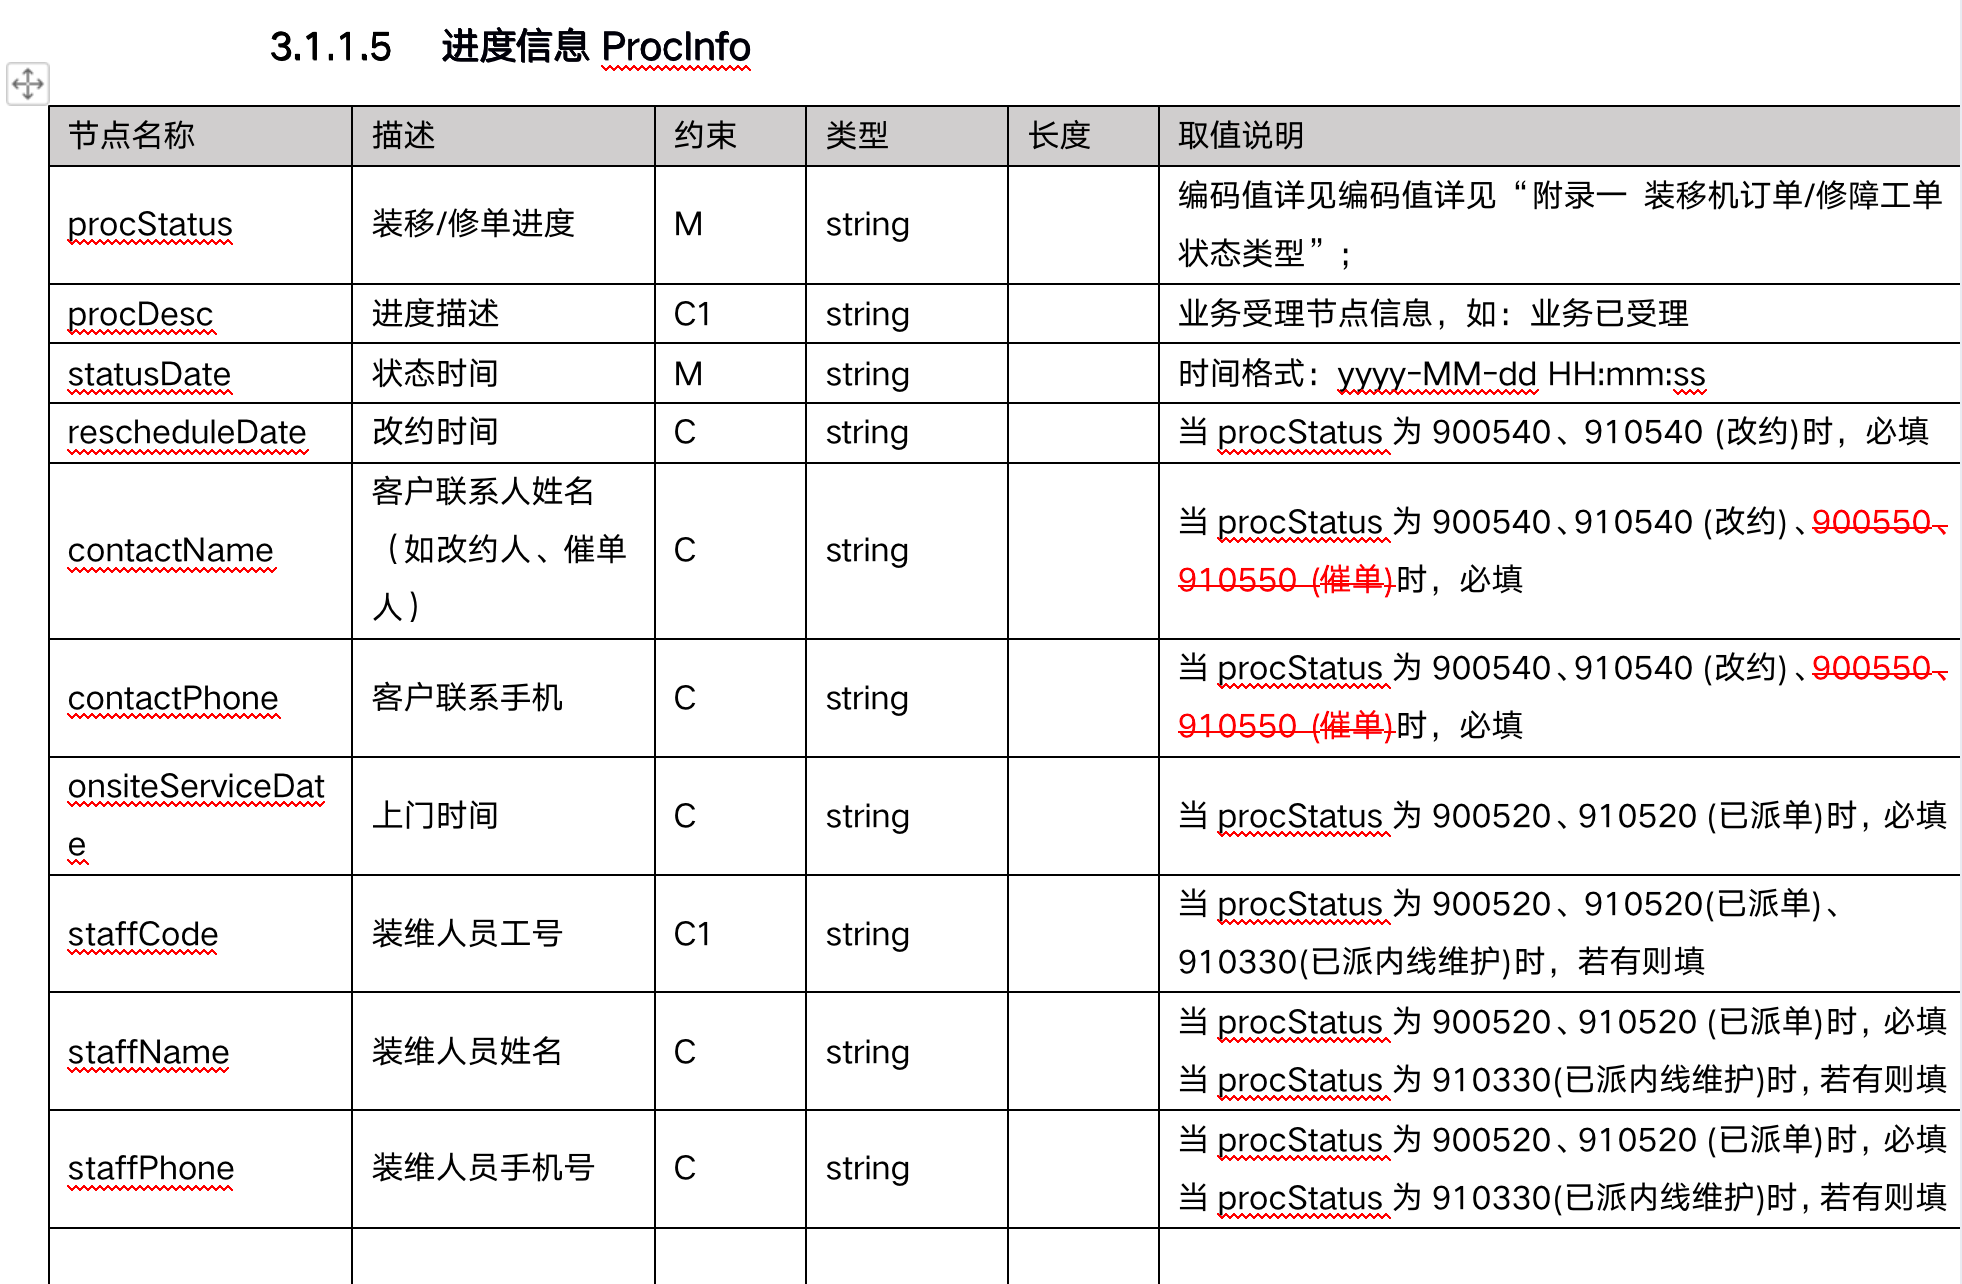 3.1.1.5 进度信息 ProcInfo
节点名称 描述 约束 类型 长度 取值说明
procStatus 装移/修单进度 M string 编码值详见编码值详见“附录一 装移机订单/修障工单
状态类型”；
procDesc 进度描述 C1 string 业务受理节点信息，如：业务已受理
statusDate 状态时间 M string 时间格式：yyyy-MM-dd HH:mm:ss
rescheduleDate 改约时间 C string 当 procStatus 为 900540、910540 (改约)时，必填
contactName 客户联系人姓名
（如改约人、催单
人） C string 当 procStatus 为 900540、910540 (改约)、900550、
910550 (催单)时，必填
contactPhone 客户联系手机 C string 当 procStatus 为 900540、910540 (改约)、900550、
910550 (催单)时，必填
onsiteServiceDat
e 上门时间 C string 当 procStatus 为 900520、910520 (已派单)时，必填
staffCode 装维人员工号 C1 string 当 procStatus 为 900520、910520(已派单)、
910330(已派内线维护)时，若有则填
staffName 装维人员姓名 C string 当 procStatus 为 900520、910520 (已派单)时，必填
当 procStatus 为 910330(已派内线维护)时，若有则填
staffPhone 装维人员手机号 C string 当 procStatus 为 900520、910520 (已派单)时，必填
当 procStatus 为 910330(已派内线维护)时，若有则填